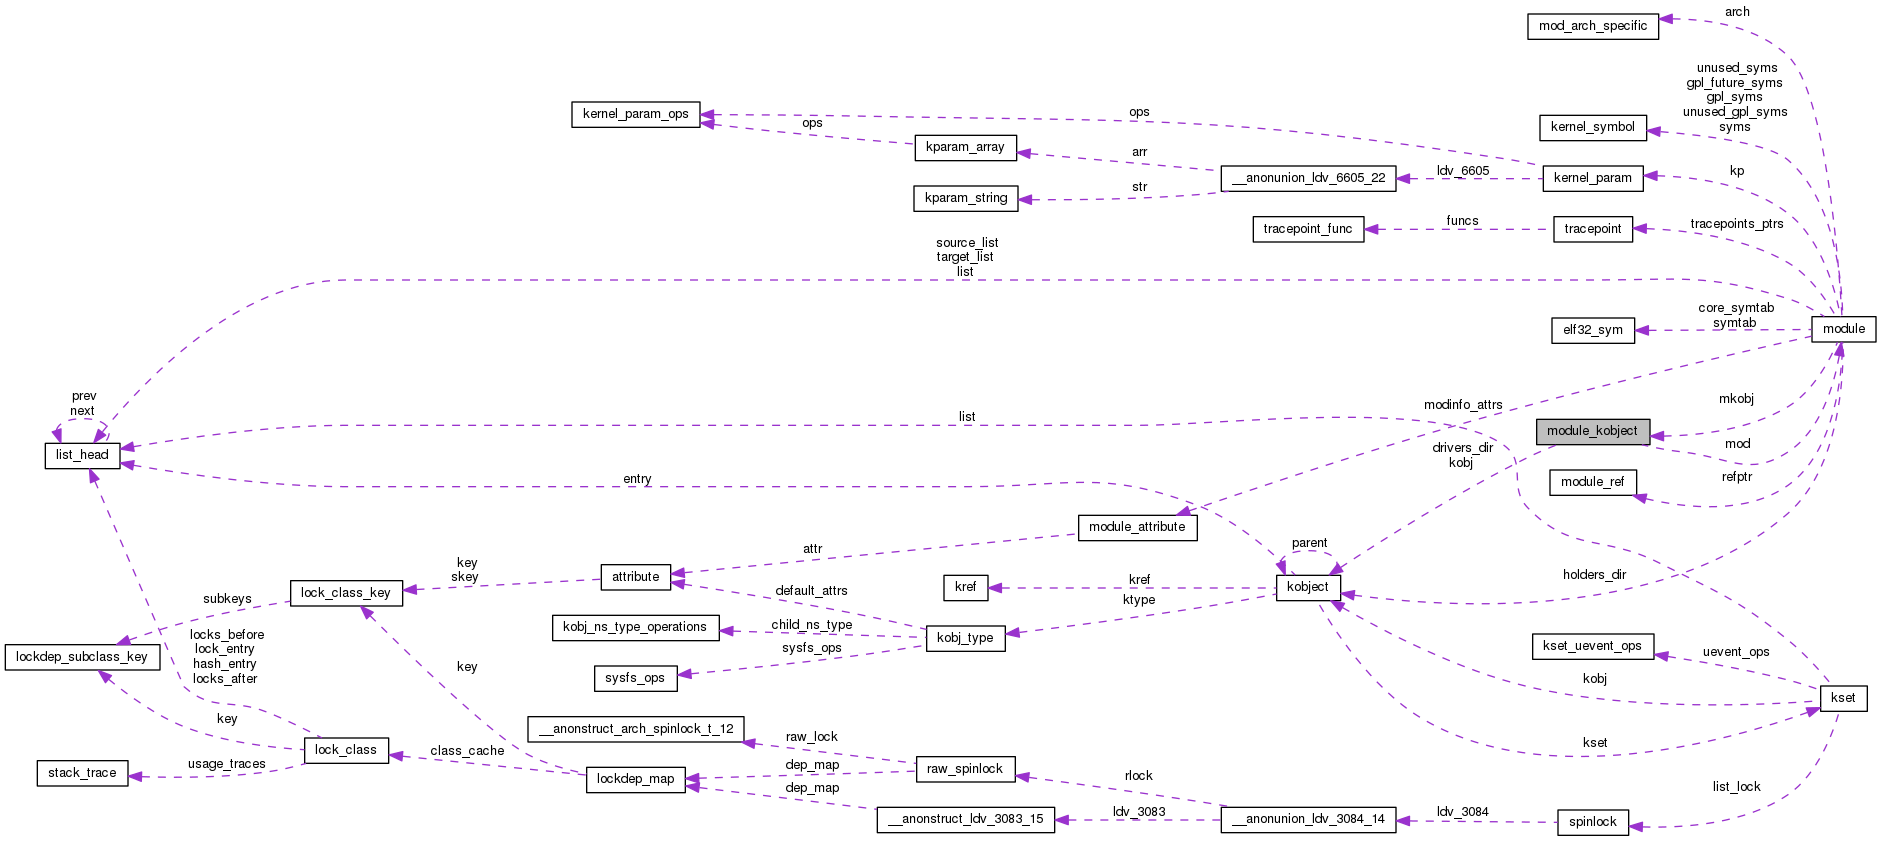 arch
mod_arch_specific
unused_syms
gpl_future_syms
gpl_syms
unused_gpl_syms
syms
kernel_param_ops
ops
ops
kernel_symbol
kparam_array
arr
__anonunion_ldv_6605_22
ldv_6605
kernel_param
kp
kparam_string
str
tracepoint_func
funcs
tracepoint
tracepoints_ptrs
source_list
target_list
list
core_symtab
symtab
elf32_sym
module
prev
next
list_head
list
modinfo_attrs
mkobj
module_kobject
mod
drivers_dir
kobj
entry
module_ref
refptr
module_attribute
attr
parent
key
skey
attribute
kref
kref
kobject
holders_dir
lock_class_key
subkeys
default_attrs
ktype
kobj_ns_type_operations
child_ns_type
kobj_type
locks_before
lock_entry
hash_entry
locks_after
lockdep_subclass_key
key
sysfs_ops
sysfs_ops
kset_uevent_ops
uevent_ops
kobj
kset
key
__anonstruct_arch_spinlock_t_12
raw_lock
kset
lock_class
class_cache
usage_traces
stack_trace
lockdep_map
dep_map
raw_spinlock
rlock
list_lock
dep_map
__anonstruct_ldv_3083_15
ldv_3083
__anonunion_ldv_3084_14
ldv_3084
spinlock